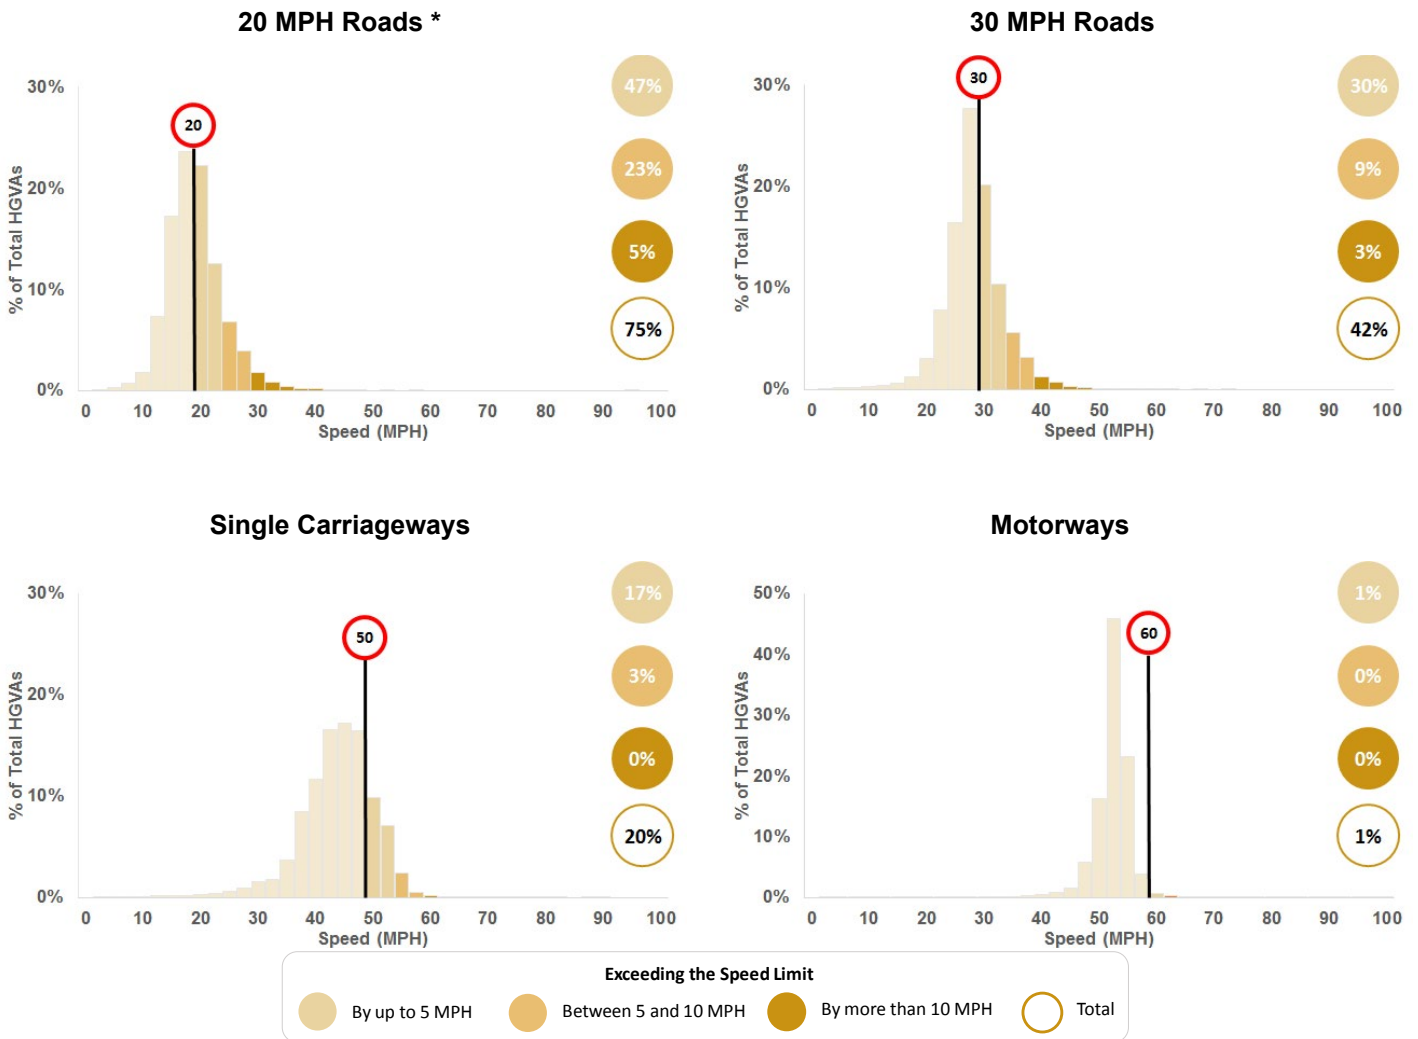 20 MPH Roads *
30%
20%
10%
0%
% of Total HGVAs
20
47%
23%
5%
75%
0 10 20 30 40 50 60 70 80 90 100
Speed (MPH)
30 MPH Roads
30%
20%
10%
0%
% of Total HGVAs
30
30%
9%
3%
42%
0 10 20 30 40 50 60 70 80 90 100
Speed (MPH)
Single Carriageways
30%
20%
10%
0%
% of Total HGVAs
50
17%
3%
0%
20%
0 10 20 30 40 50 60 70 80 90 100
Speed (MPH)
Motorways
50%
40%
30%
20%
10%
0%
% of Total HGVAs
60
1%
0%
0%
1%
0 10 20 30 40 50 60 70 80 90 100
Speed (MPH)
Exceeding the Speed Limit
By up to 5 MPH Between 5 and 10 MPH By more than 10 MPH Total